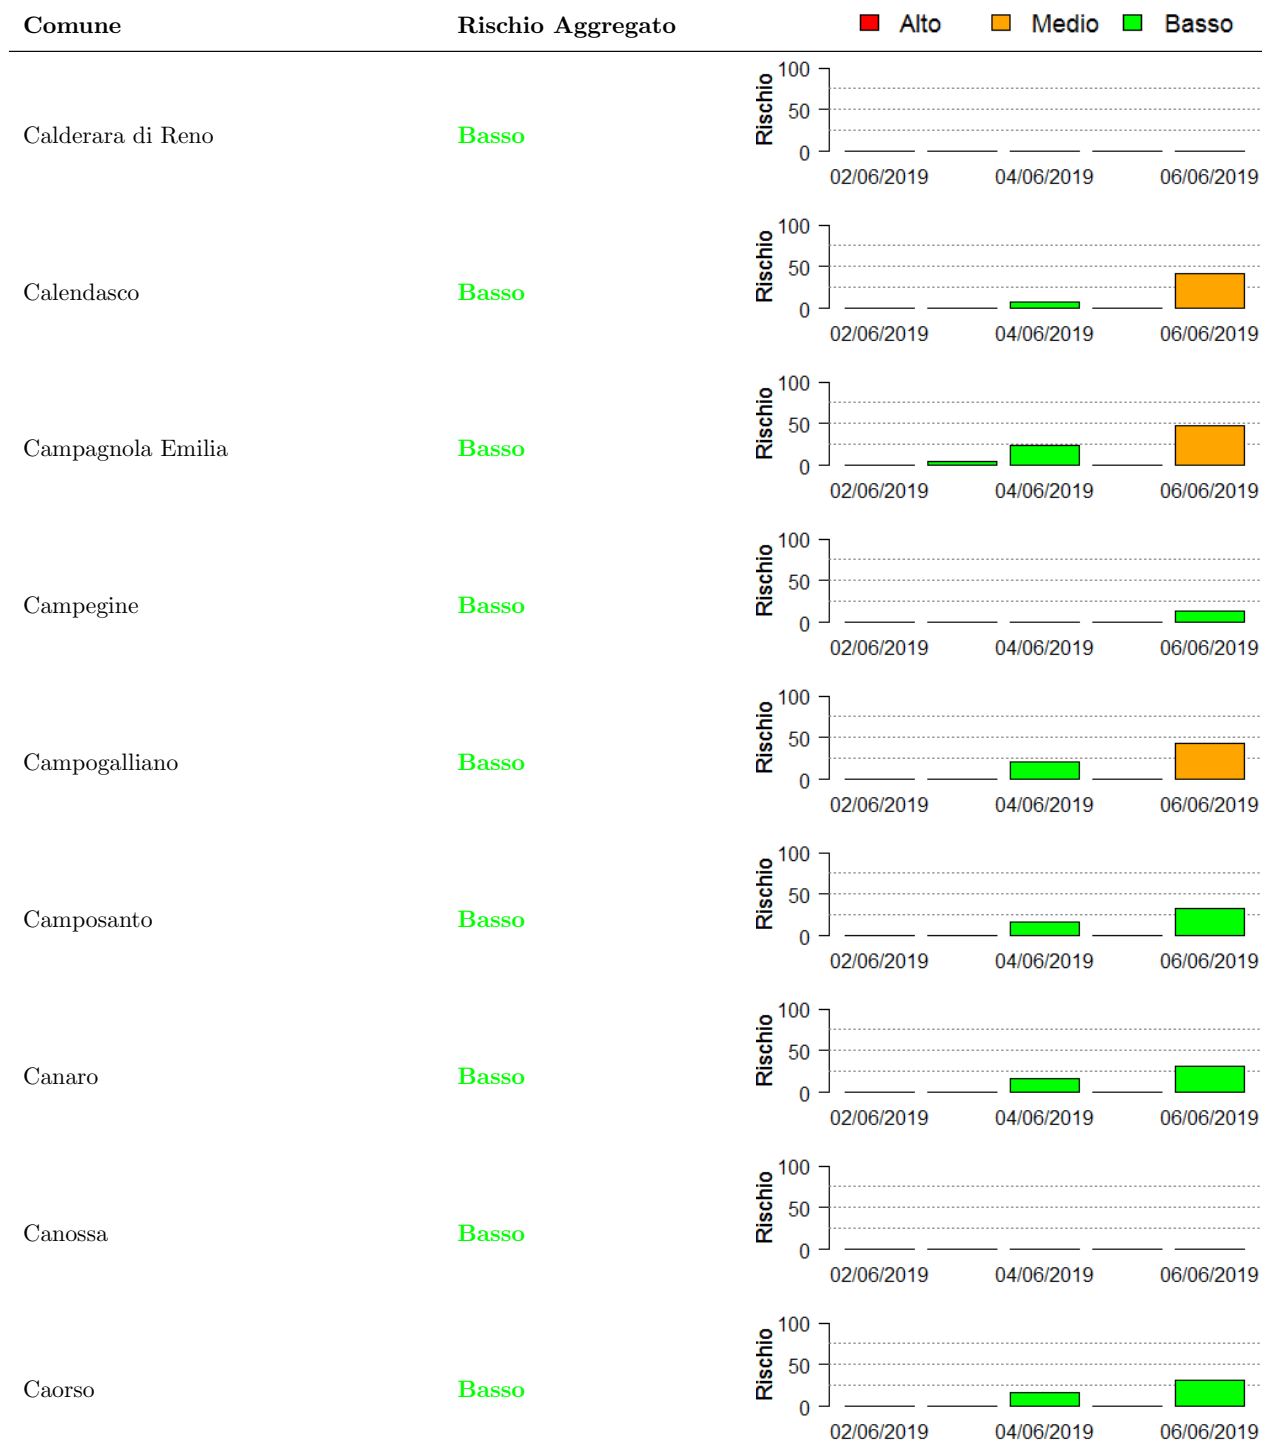 Comune Rischio Aggregato Alto Medio Basso
Calderara di Reno Basso Rischio 100 50 0
02/06/2019 04/06/2019 06/06/2019
Calendasco Basso Rischio 100 50 0
02/06/2019 04/06/2019 06/06/2019
Campagnola Emilia Basso Rischio 100 50 0
02/06/2019 04/06/2019 06/06/2019
Campegine Basso Rischio 100 50 0
02/06/2019 04/06/2019 06/06/2019
Campogalliano Basso Rischio 100 50 0
02/06/2019 04/06/2019 06/06/2019
Camposanto Basso Rischio 100 50 0
02/06/2019 04/06/2019 06/06/2019
Canaro Basso Rischio 100 50 0
02/06/2019 04/06/2019 06/06/2019
Canossa Basso Rischio 100 50 0
02/06/2019 04/06/2019 06/06/2019
Caorso Basso Rischio 100 50 0
02/06/2019 04/06/2019 06/06/2019